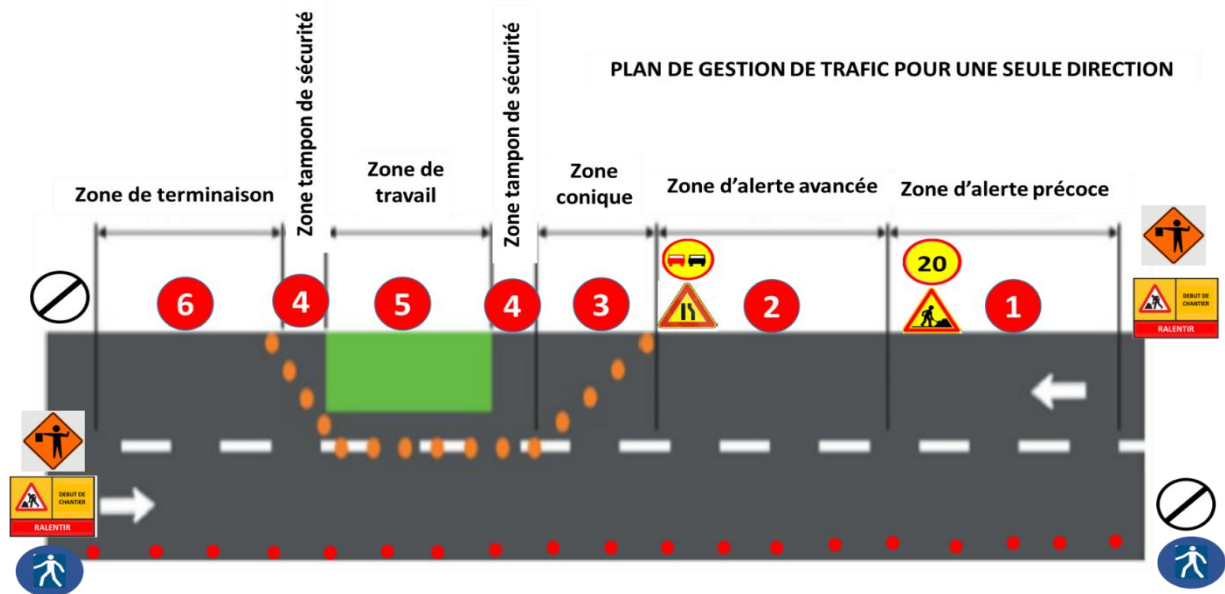 PLAN DE GESTION DE TRAFIC POUR UNE SEULE DIRECTION
Zone de terminaison
Zone tampon de sécurité
Zone de
travail
Zone tampon de sécurité
Zone
conique
Zone d'alerte avancée
Zone d'alerte précoce
6
4
5
4
3
2
20
1
DEBUT DE
CHANTIER
RALENTIR
DEBUT DE
CHANTIER
RALENTIR